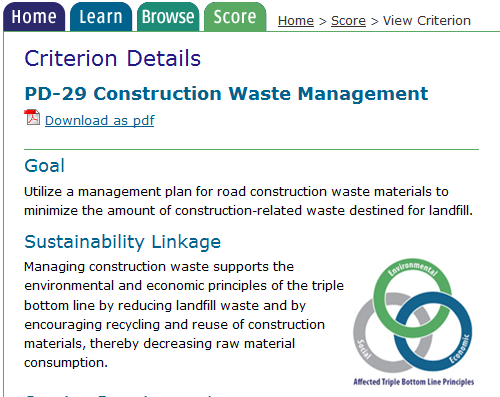 Home Learn Browse Score Home > Score > View Criterion
Criterion Details
PD-29 Construction Waste Management
Download as pdf
Goal
Utilize a management plan for road construction waste materials to
minimize the amount of construction-related waste destined for landfill.
Sustainability Linkage
Managing construction waste supports the
environmental and economic principles of the triple
bottom line by reducing landfill waste and by
encouraging recycling and reuse of construction
materials, thereby decreasing raw material
consumption.
Environmental
Social
Economic
Affected Triple Bottom Line Principles